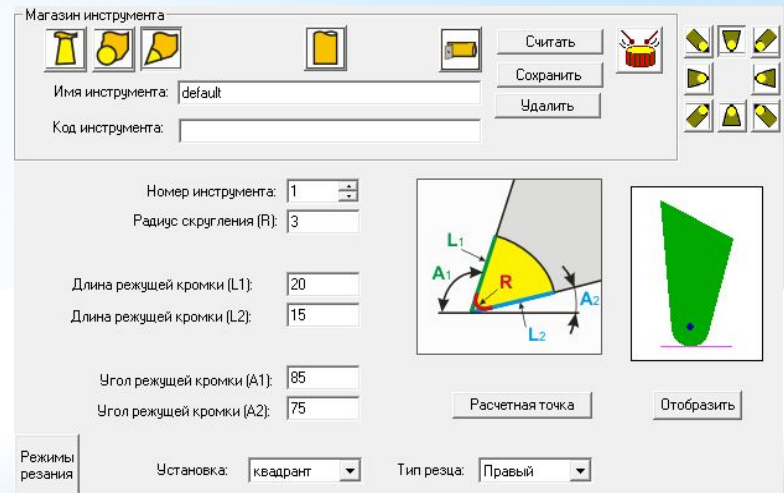 Магазин инструмента
Считать
Сохранить
Имя инструмента: default
Удалить
Код инструмента:
Номер инструмента: 1
Радиус скругления (R): 3
L1
A1
R
A2
L2
Длина режущей кромки (L1): 20
Длина режущей кромки (L2): 15
Угол режущей кромки (A1): 85
Угол режущей кромки (A2): 75
Расчетная точка
Отобразить
Режимы резания
Установка: квадрант
Тип резца: Правый